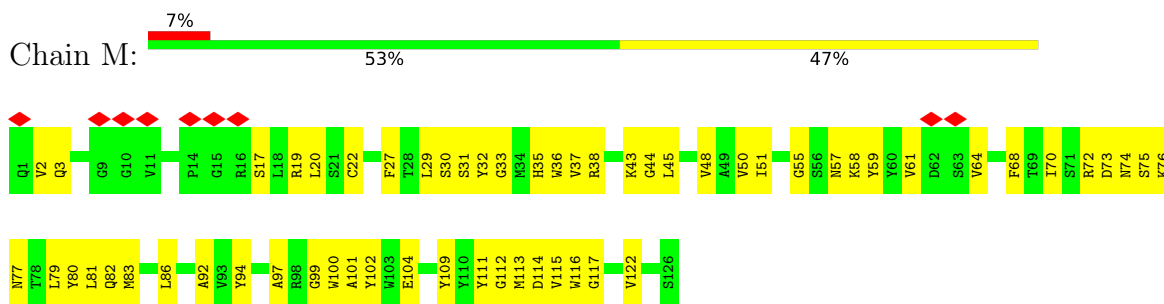 7%
Chain M:
53% 47%
Q1 V2 Q3 G9 G10 V11 P14 G15 R16 S17 L18 R19 L20 S21 C22 F27 T28 L29 S30 S31 Y32 G33 M34 H35 W36 V37 R38 K43 G44 L45 V48 A49 V50 I51 G55 S56 N57 K58 Y59 Y60 V61 D62 S63 V64 F68 T69 I70 S71 R72 D73 N74 S75 K76
N77 T78 L79 Y80 L81 Q82 M83 L86 A92 V93 Y94 A97 R98 G99 W100 A101 Y102 W103 E104 Y109 Y110 Y111 G112 M113 D114 V115 W116 G117 V122 S126